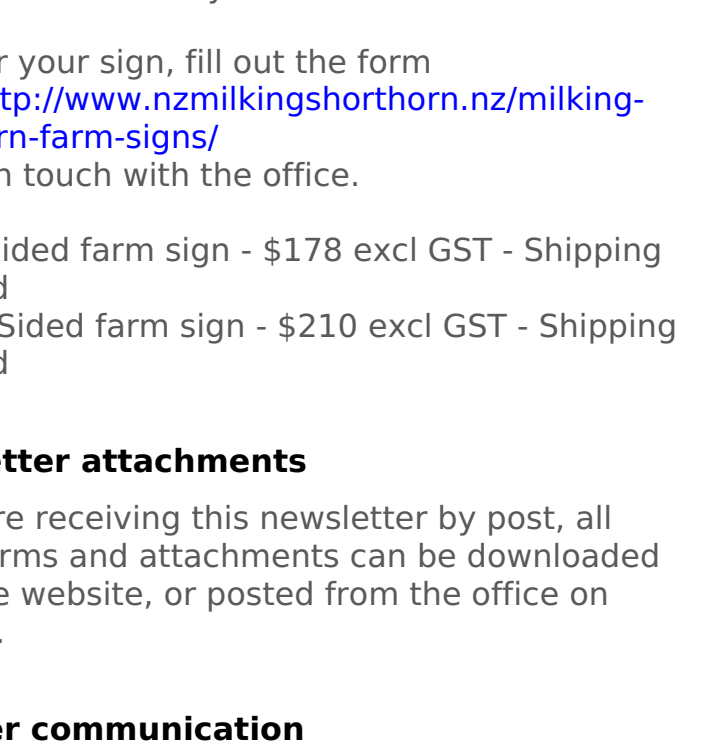 your sign, fill out the form
tp://www.nzmilkingshorthorn.nz/milking-
rn-farm-signs/
touch with the office.
ided farm sign - $178 excl GST - Shipping
d
Sided farm sign - $210 excl GST - Shipping
d
tter attachments
re receiving this newsletter by post, all
rms and attachments can be downloaded
e website, or posted from the office on
.
er communication